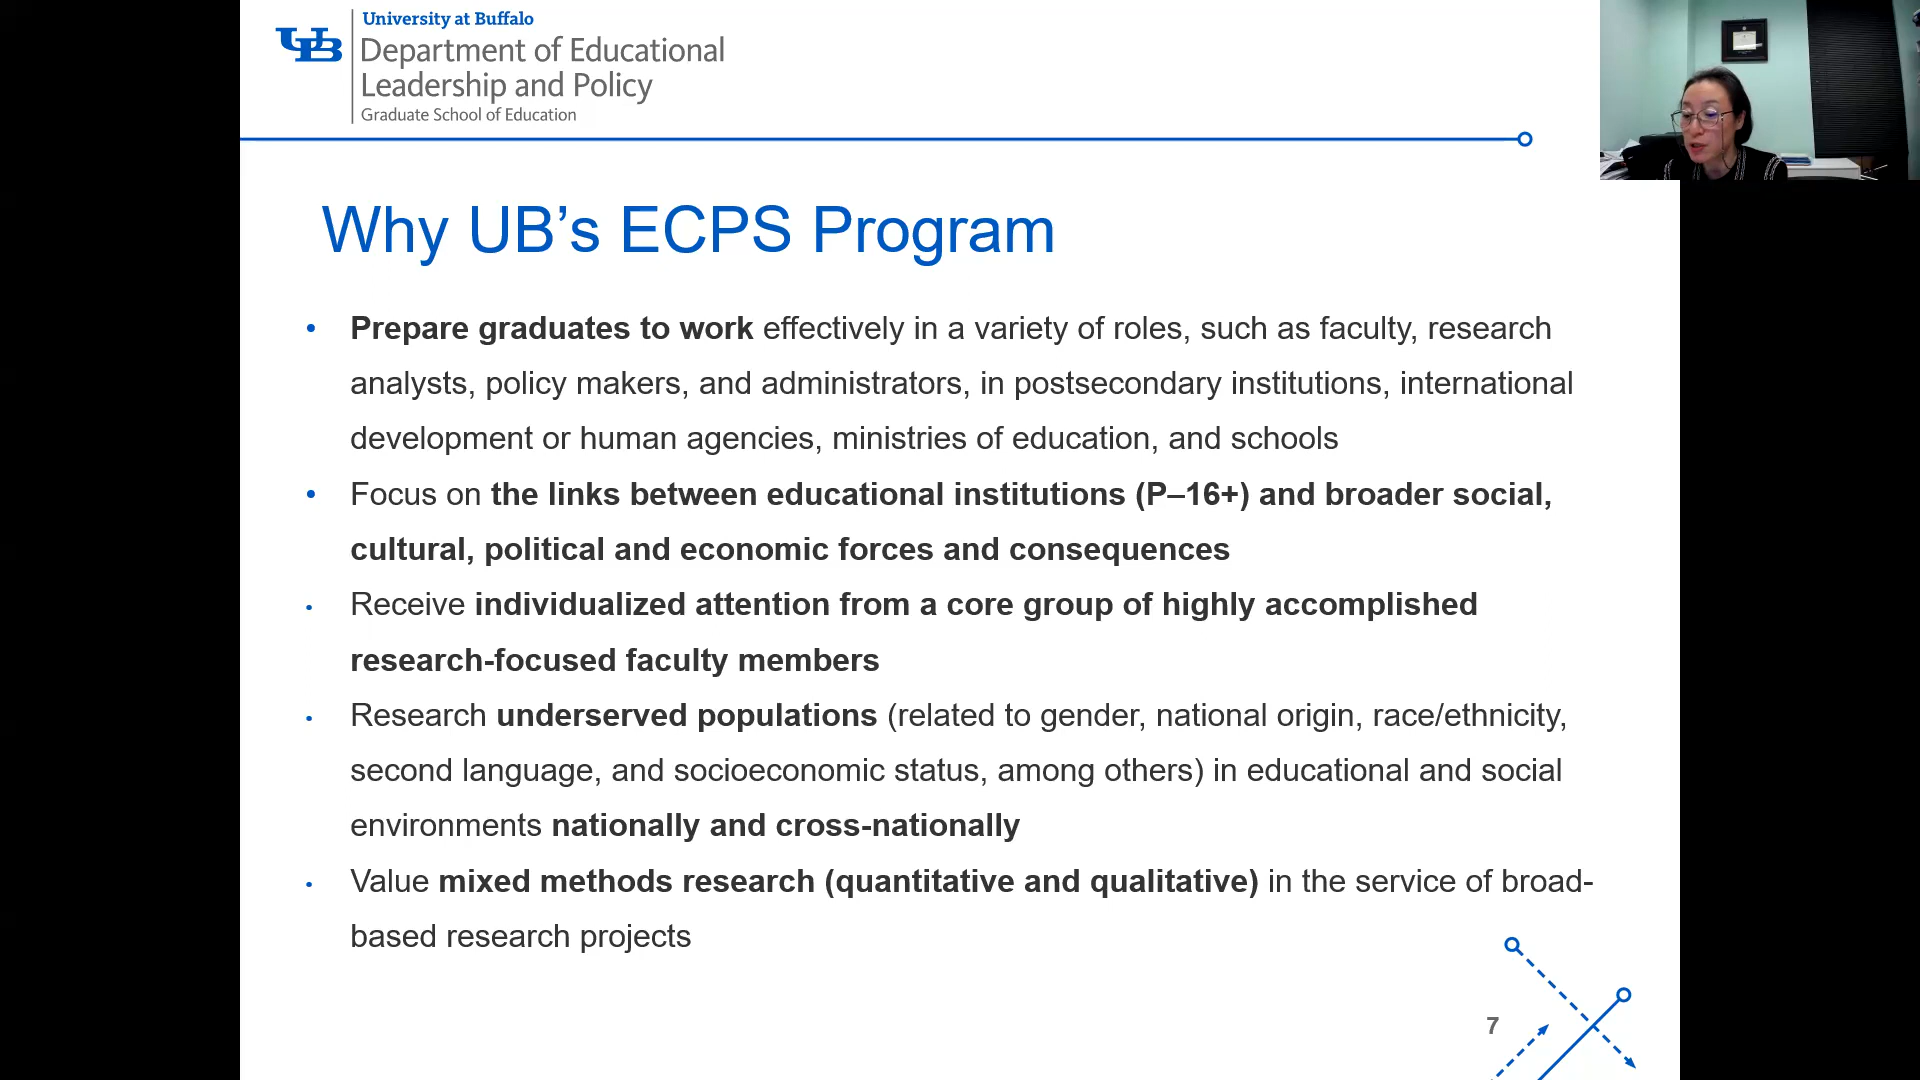 University at Buffalo
UB
Department of Educational
Leadership and Policy
Graduate School of Education
Why UB’s ECPS Program
• Prepare graduates to work effectively in a variety of roles, such as faculty, research
analysts, policy makers, and administrators, in postsecondary institutions, international
development or human agencies, ministries of education, and schools
• Focus on the links between educational institutions (P–16+) and broader social,
cultural, political and economic forces and consequences
• Receive individualized attention from a core group of highly accomplished
research-focused faculty members
• Research underserved populations (related to gender, national origin, race/ethnicity,
second language, and socioeconomic status, among others) in educational and social
environments nationally and cross-nationally
• Value mixed methods research (quantitative and qualitative) in the service of broad-
based research projects
7